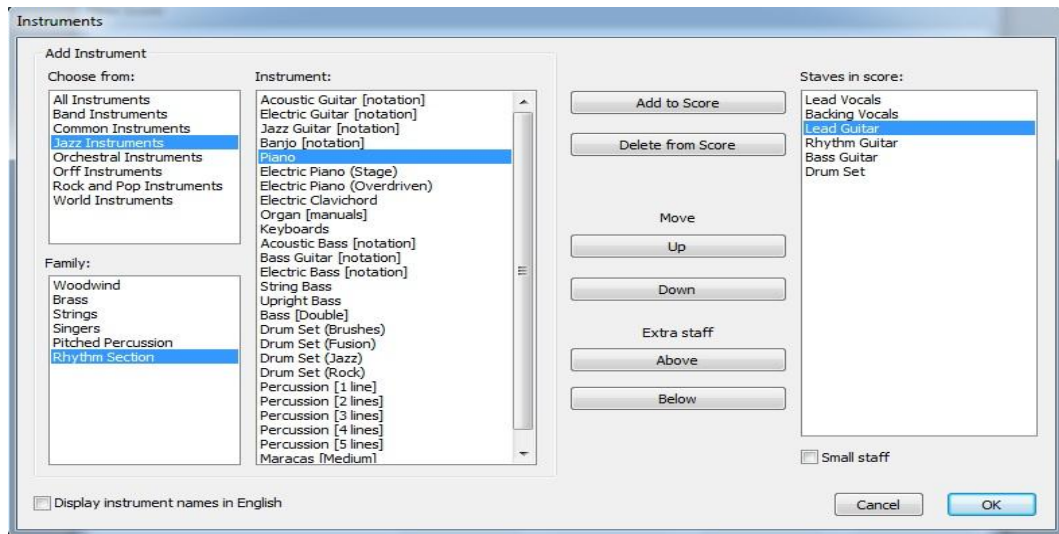 Instruments
Add Instrument
Choose from:
All Instruments
Band Instruments
Common Instruments
Jazz Instruments
Orchestral Instruments
Orff Instruments
Rock and Pop Instruments
World Instruments
Family:
Woodwind
Brass
Strings
Singers
Pitched Percussion
Rhythm Section
Instrument:
Acoustic Guitar [notation]
Electric Guitar [notation]
Jazz Guitar [notation]
Banjo [notation]
Piano
Electric Piano (Stage)
Electric Piano (Overdriven)
Electric Clavichord
Organ [manuals]
Keyboards
Acoustic Bass [notation]
Bass Guitar [notation]
Electric Bass [notation]
String Bass
Upright Bass
Bass [Double]
Drum Set (Brushes)
Drum Set (Fusion)
Drum Set (Jazz)
Drum Set (Rock)
Percussion [1 line]
Percussion [2 lines]
Percussion [3 lines]
Percussion [4 lines]
Percussion [5 lines]
Maracas [Medium]
Add to Score
Delete from Score
Move
Up
Down
Extra staff
Above
Below
Staves in score:
Lead Vocals
Backing Vocals
Lead Guitar
Rhythm Guitar
Bass Guitar
Drum Set
Small staff
Display instrument names in English
Cancel
OK